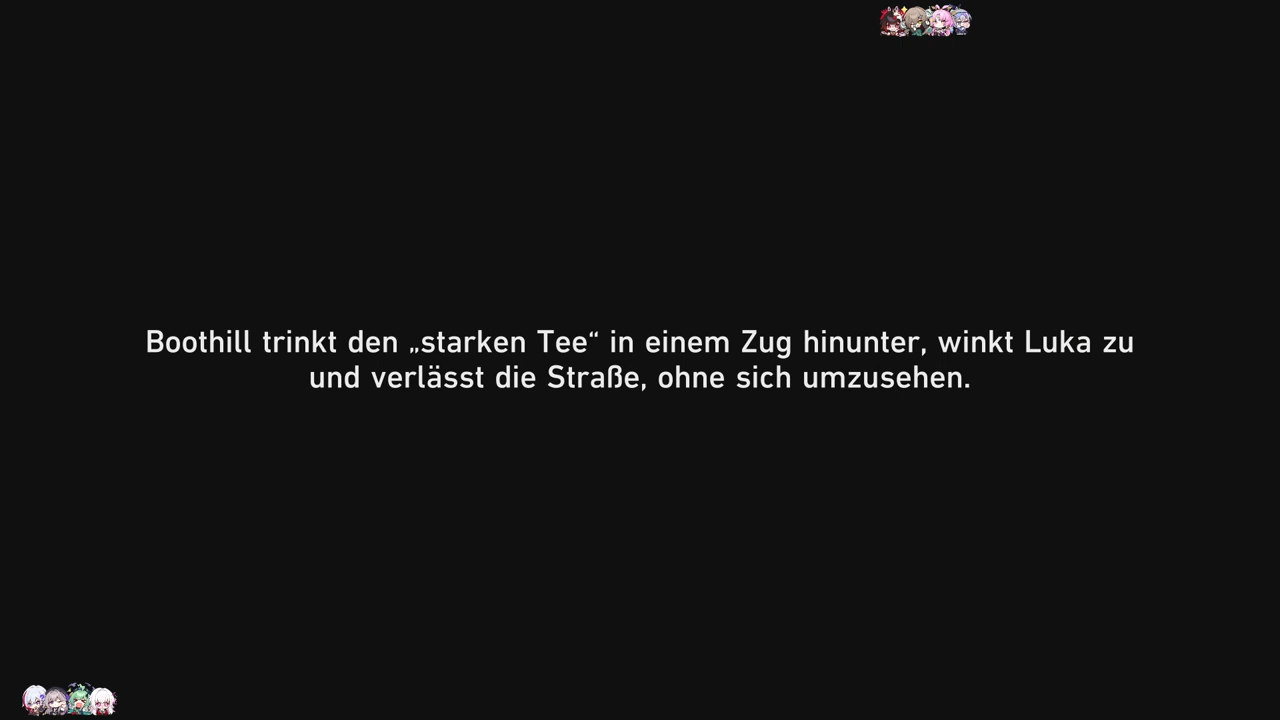 Boothill trinkt den „starken Tee“ in einem Zug hinunter, winkt Luka zu
und verlässt die Straße, ohne sich umzusehen.